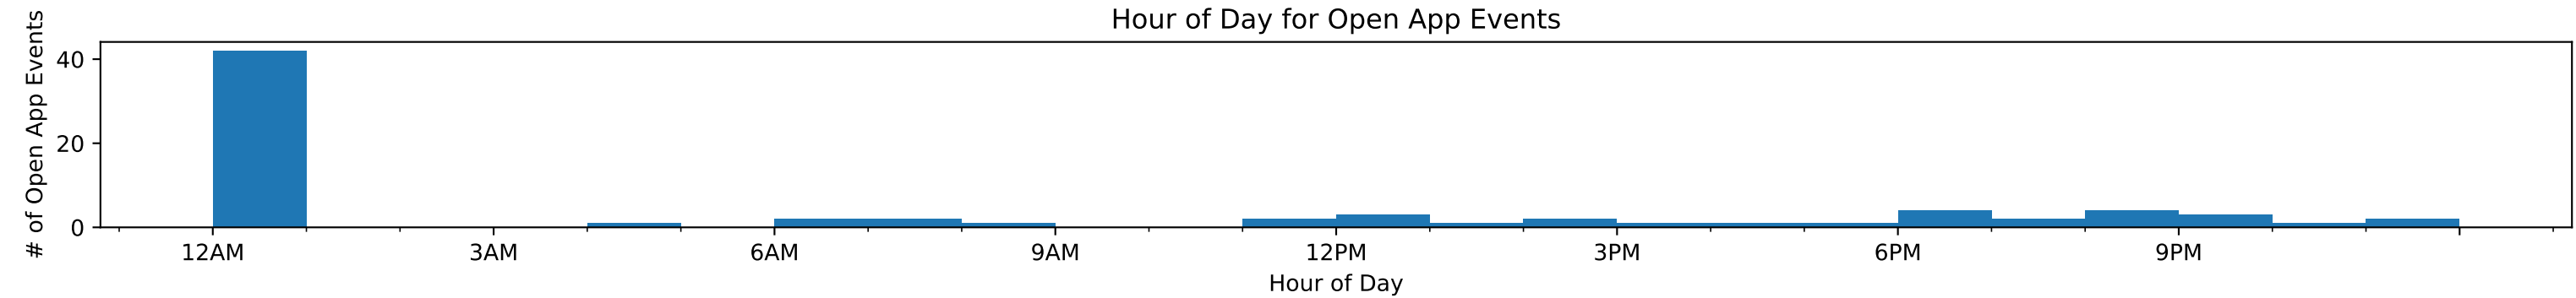 Hour of Day for Open App Events
# of Open App Events
40
20
0
12AM 3AM 6AM 9AM 12PM 3PM 6PM 9PM
Hour of Day